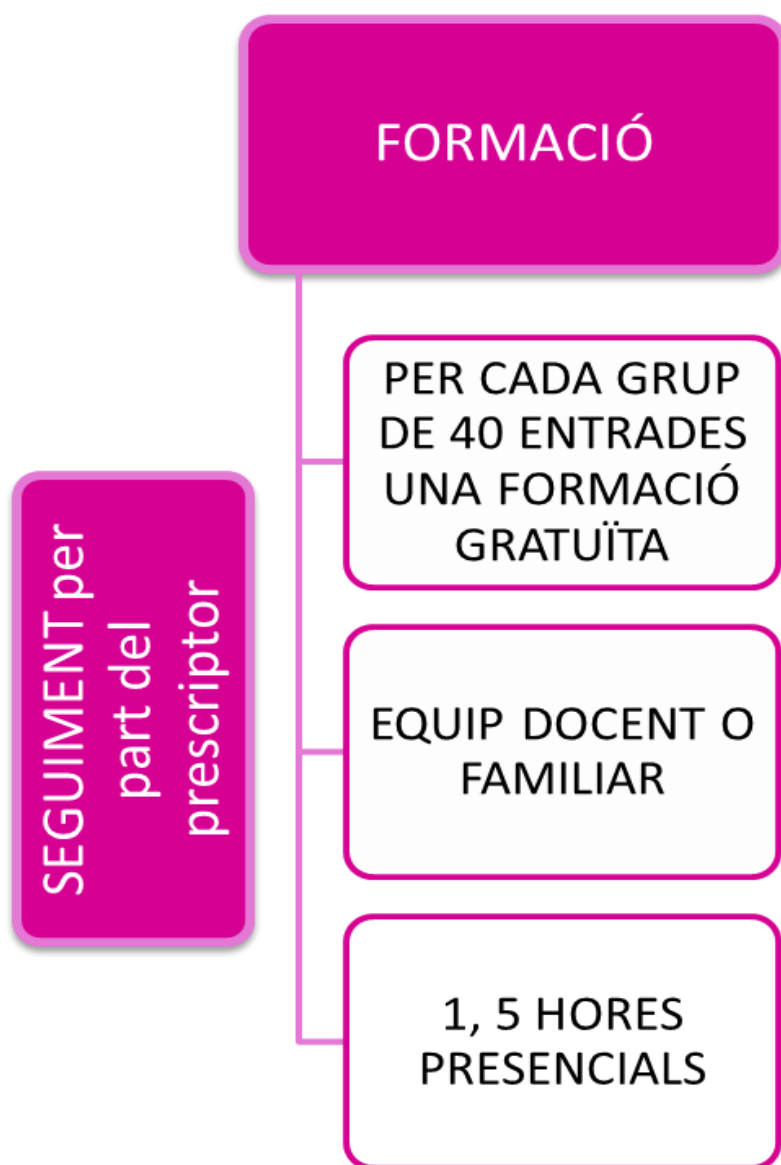 FORMACIÓ
PER CADA GRUP
DE 40 ENTRADES
UNA FORMACIÓ
GRATUÏTA
SEGUIMENT per
part del
prescriptor
EQUIP DOCENT O
FAMILIAR
1, 5 HORES
PRESENCIALS